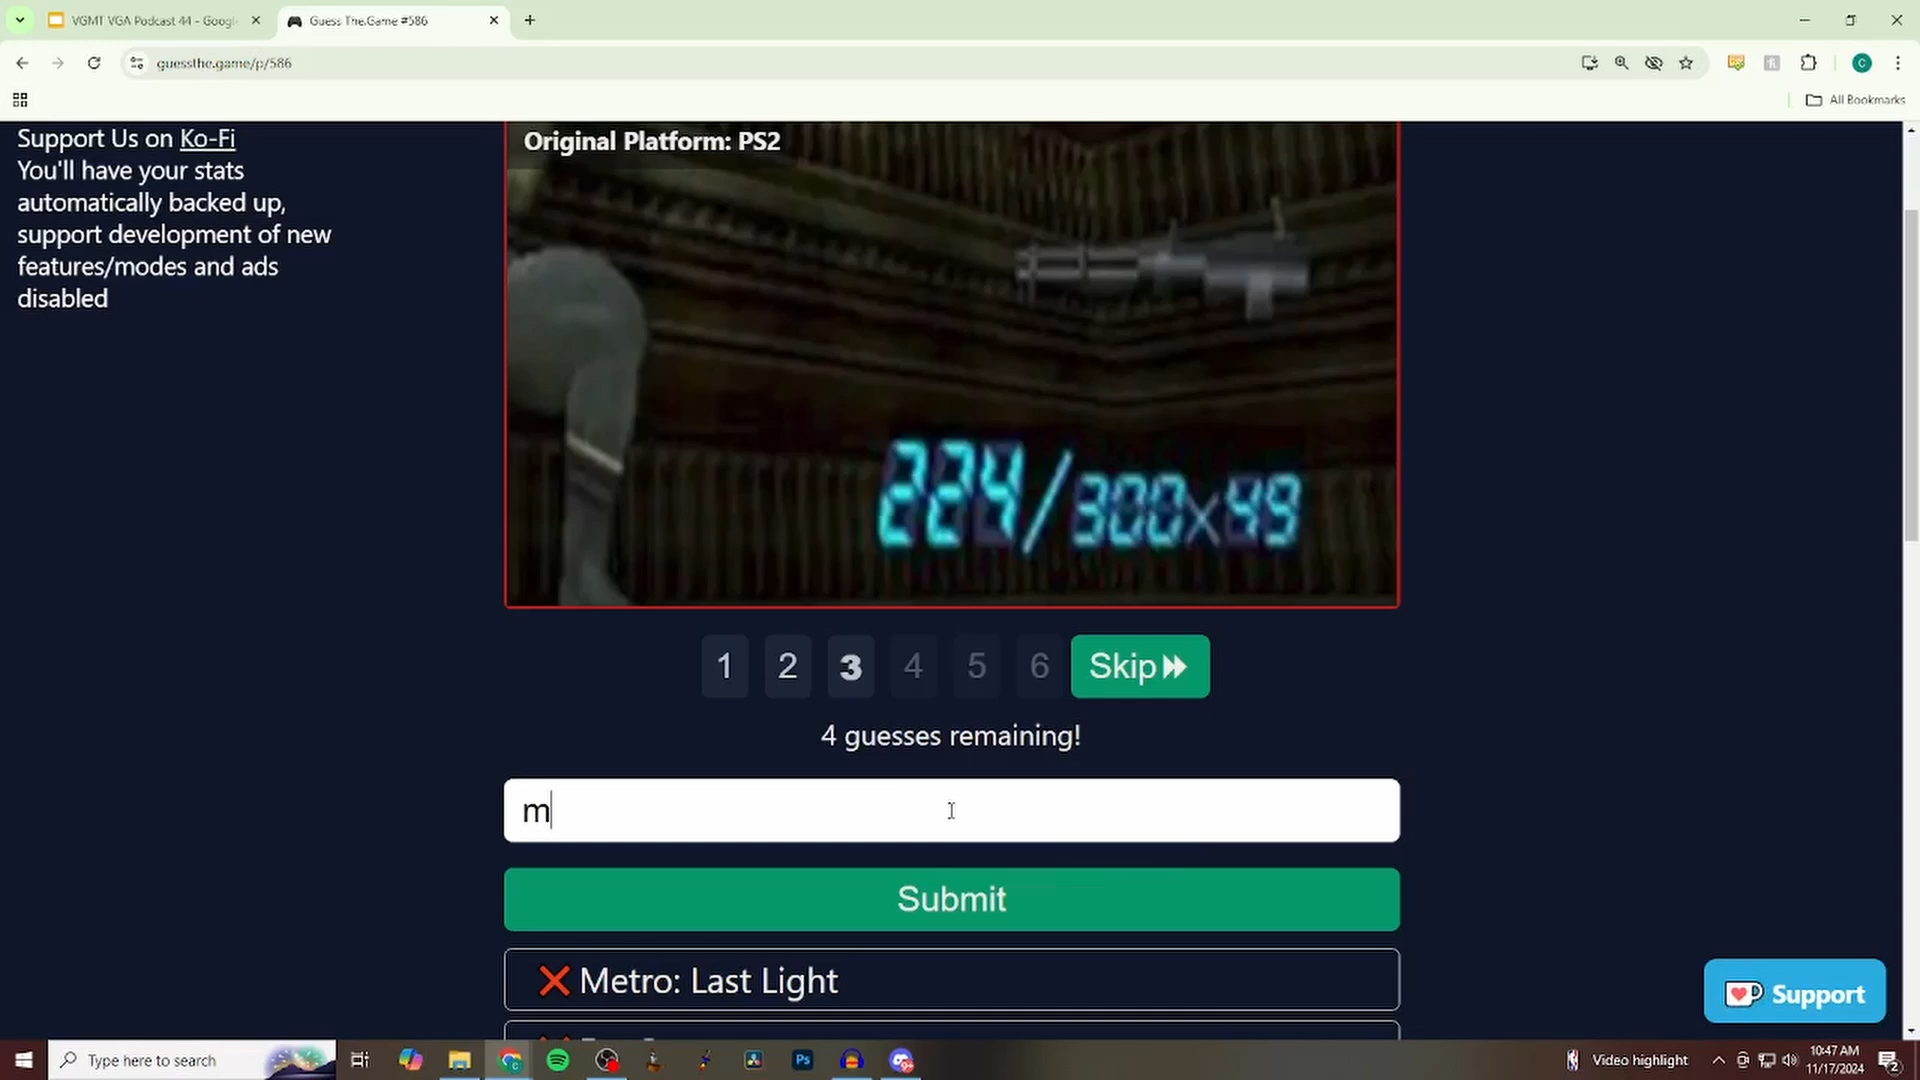 VGMT VGA Podcast 44 - Googl
Guess The.Game #586
guessthe.game/p/586
All Bookmarks
Support Us on Ko-Fi
You'll have your stats
automatically backed up,
support development of new
features/modes and ads
disabled
Original Platform: PS2
224/300x49
1 2 3 4 5 6 Skip
4 guesses remaining!
m
Submit
Metro: Last Light
Support
Type here to search
Video highlight
10:47 AM
11/17/2024
2